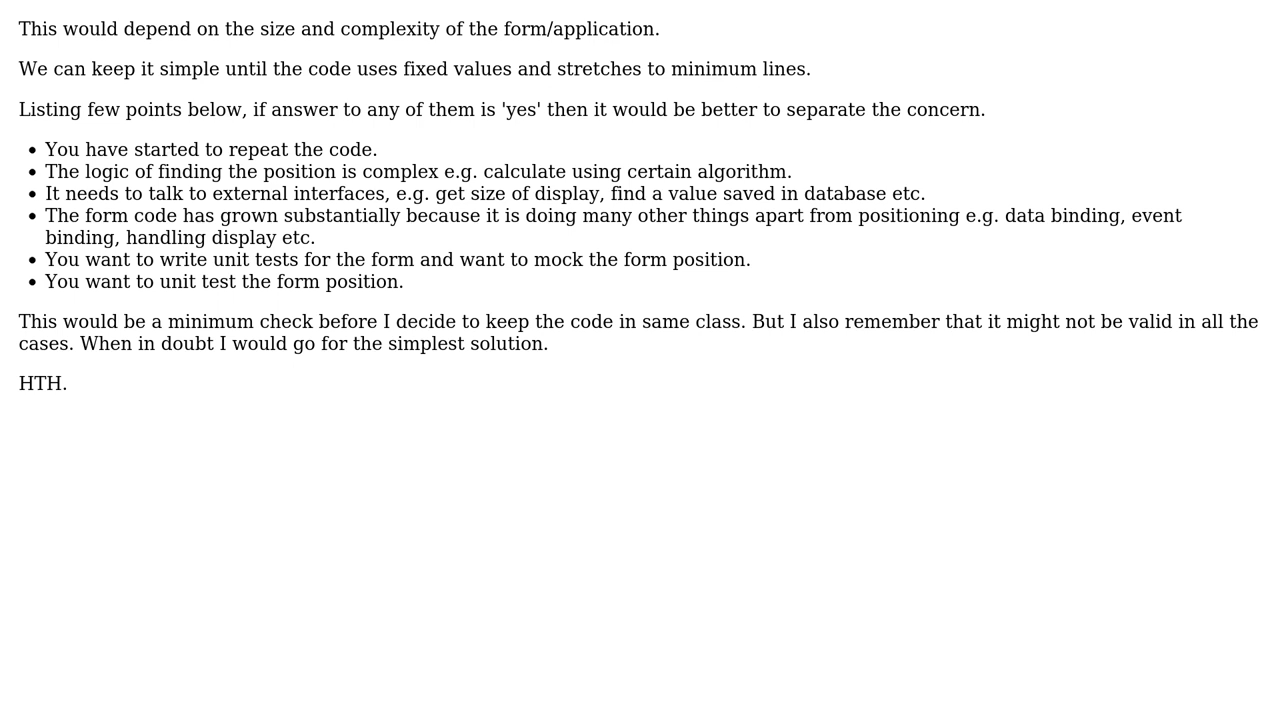 This would depend on the size and complexity of the form/application.
We can keep it simple until the code uses fixed values and stretches to minimum lines.
Listing few points below, if answer to any of them is 'yes' then it would be better to separate the concern.
• You have started to repeat the code.
• The logic of finding the position is complex e.g. calculate using certain algorithm.
• It needs to talk to external interfaces, e.g. get size of display, find a value saved in database etc.
• The form code has grown substantially because it is doing many other things apart from positioning e.g. data binding, event
binding, handling display etc.
• You want to write unit tests for the form and want to mock the form position.
• You want to unit test the form position.
This would be a minimum check before I decide to keep the code in same class. But I also remember that it might not be valid in all the
cases. When in doubt I would go for the simplest solution.
HTH.